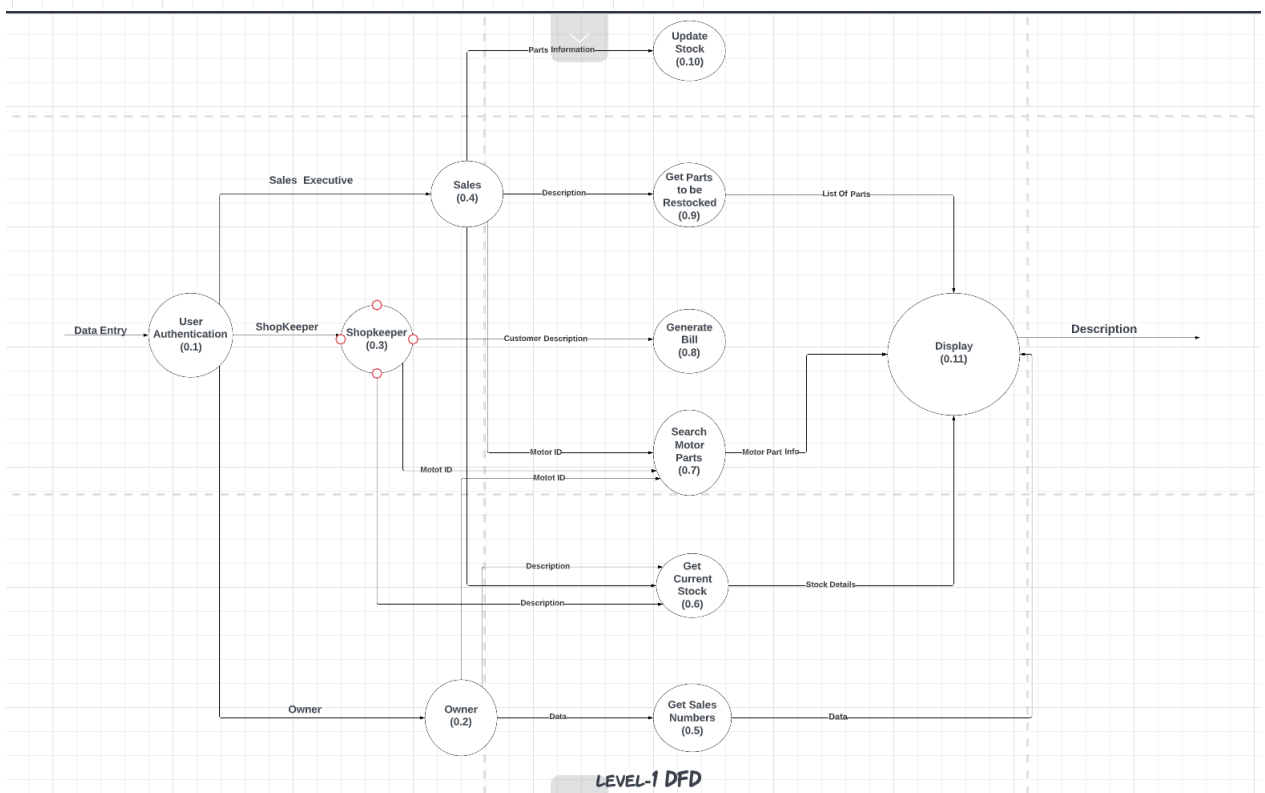 Update
Stock
(0.10)
Parts Information
Sales Executive
Sales
(0.4)
Description
Get Parts
to be
Restocked
(0.9)
List Of Parts
Data Entry
User
Authentication
(0.1)
ShopKeeper
Shopkeeper
(0.3)
Customer Description
Generate
Bill
(0.8)
Display
(0.11)
Description
Motor ID
Motot ID
Motot ID
Search
Motor
Parts
(0.7)
Motor Part Info
Description
Description
Get
Current
Stock
(0.6)
Stock Details
Owner
Owner
(0.2)
Data
Get Sales
Numbers
(0.5)
Data
LEVEL-1 DFD